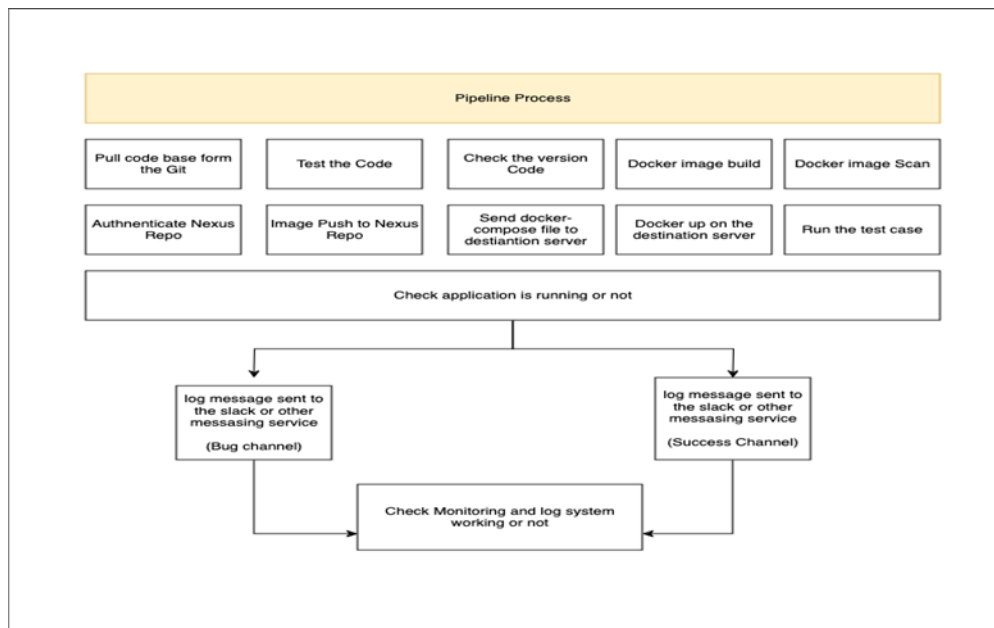 Pipeline Process
Pull code base form
the Git
Test the Code
Check the version
Code
Docker image build
Docker image Scan
Authnenticate Nexus
Repo
Image Push to Nexus
Repo
Send docker-
compose file to
destiantion server
Docker up on the
destination server
Run the test case
Check application is running or not
log message sent to
the slack or other
messasing service
(Bug channel)
log message sent to
the slack or other
messasing service
(Success Channel)
Check Monitoring and log system
working or not